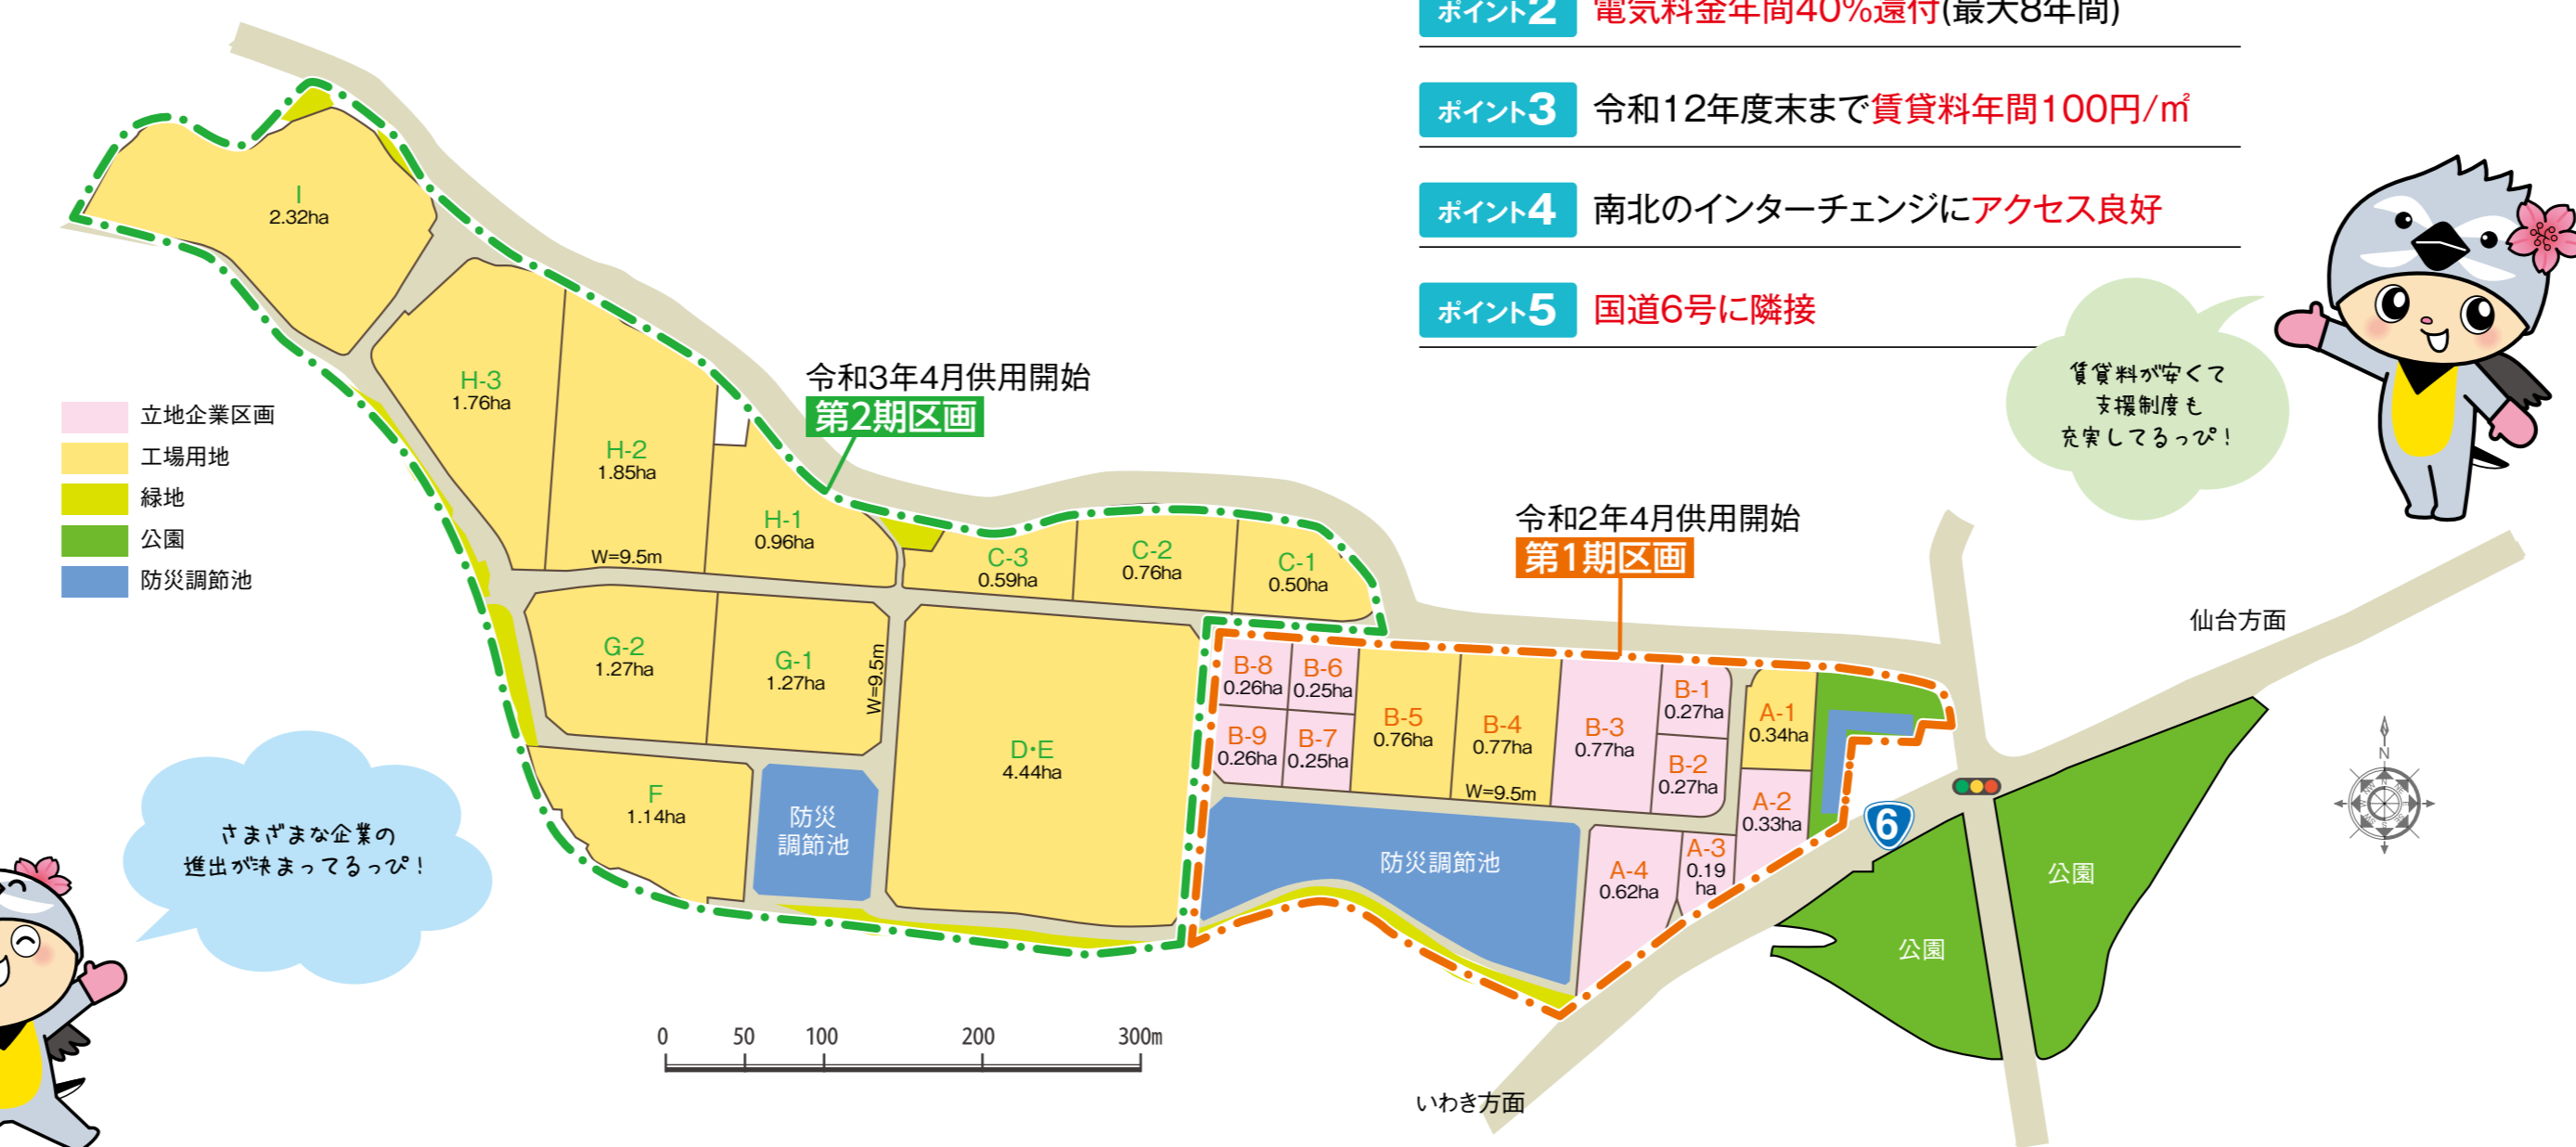 ポイント2 電気料金年間40%還付(最大8年間)
ポイント3 令和12年度末まで賃貸料年間100円/㎡
ポイント4 南北のインターチェンジにアクセス良好
ポイント5 国道6号に隣接
賃貸料が安くて
支援制度も
充実してるっぴ!
立地企業区画
工場用地
緑地
公園
防災調節池
令和3年4月供用開始
第2期区画
令和2年4月供用開始
第1期区画
I
2.32ha
H-3
1.76ha
H-2
1.85ha
W=9.5m
H-1
0.96ha
C-3
0.59ha
C-2
0.76ha
C-1
0.50ha
G-2
1.27ha
G-1
1.27ha
W=9.5m
F
1.14ha
防災
調節池
D・E
4.44ha
B-8
0.26ha
B-6
0.25ha
B-9
0.26ha
B-7
0.25ha
B-5
0.76ha
B-4
0.77ha
W=9.5m
B-3
0.77ha
B-1
0.27ha
B-2
0.27ha
A-1
0.34ha
A-2
0.33ha
A-3
0.19
ha
A-4
0.62ha
防災調節池
6
仙台方面
公園
公園
いわき方面
N
さまざまな企業の
進出が決まってるっぴ!
0 50 100 200 300m